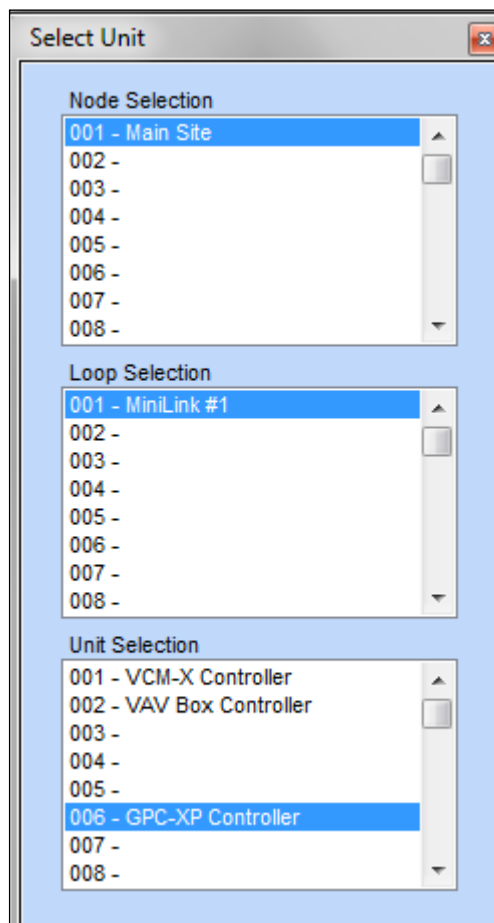 Select Unit
Node Selection
001 - Main Site
002 -
003 -
004 -
005 -
006 -
007 -
008 -
Loop Selection
001 - MiniLink #1
002 -
003 -
004 -
005 -
006 -
007 -
008 -
Unit Selection
001 - VCM-X Controller
002 - VAV Box Controller
003 -
004 -
005 -
006 - GPC-XP Controller
007 -
008 -